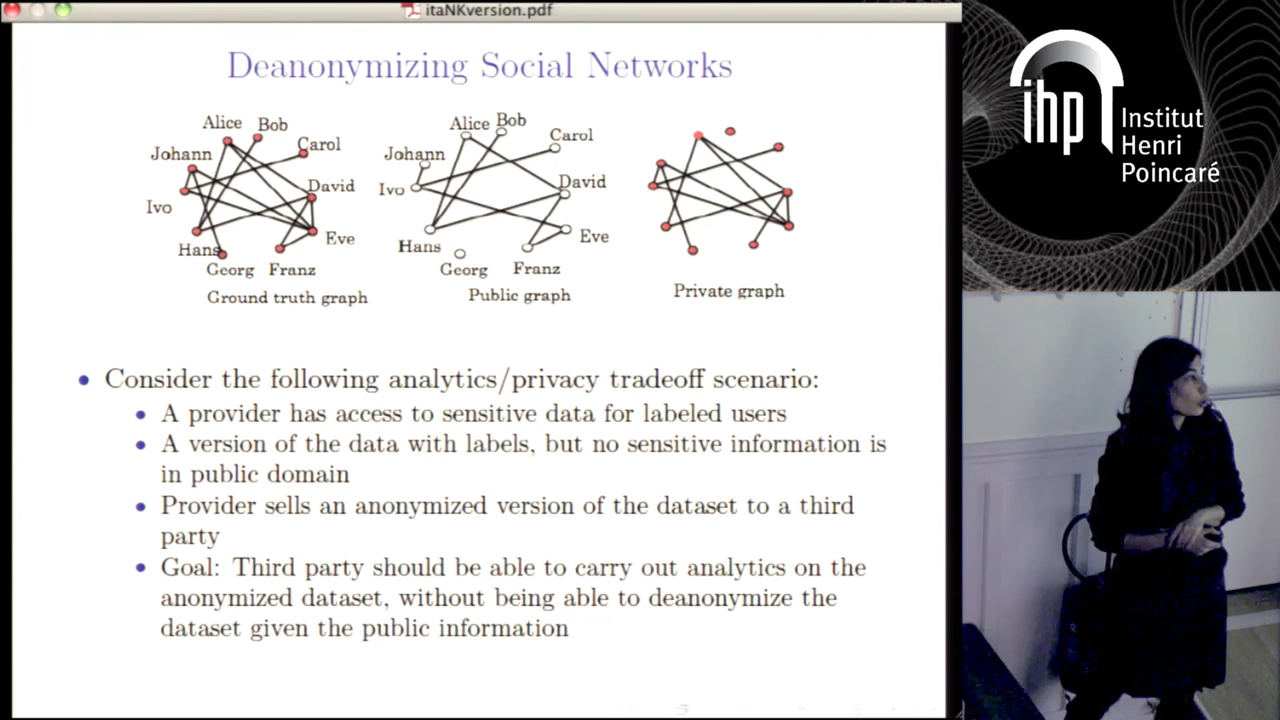 itaNKversion.pdf
Deanonymizing Social Networks
Alice Bob
Carol
Johann
David
Ivo
Eve
Hans
Georg Franz
Ground truth graph
Alice Bob
Carol
Johann
David
Ivo
Eve
Hans
Georg Franz
Public graph
Private graph
• Consider the following analytics/privacy tradeoff scenario:
• A provider has access to sensitive data for labeled users
• A version of the data with labels, but no sensitive information is
in public domain
• Provider sells an anonymized version of the dataset to a third
party
• Goal: Third party should be able to carry out analytics on the
anonymized dataset, without being able to deanonymize the
dataset given the public information
ihp
Institut
Henri
Poincaré